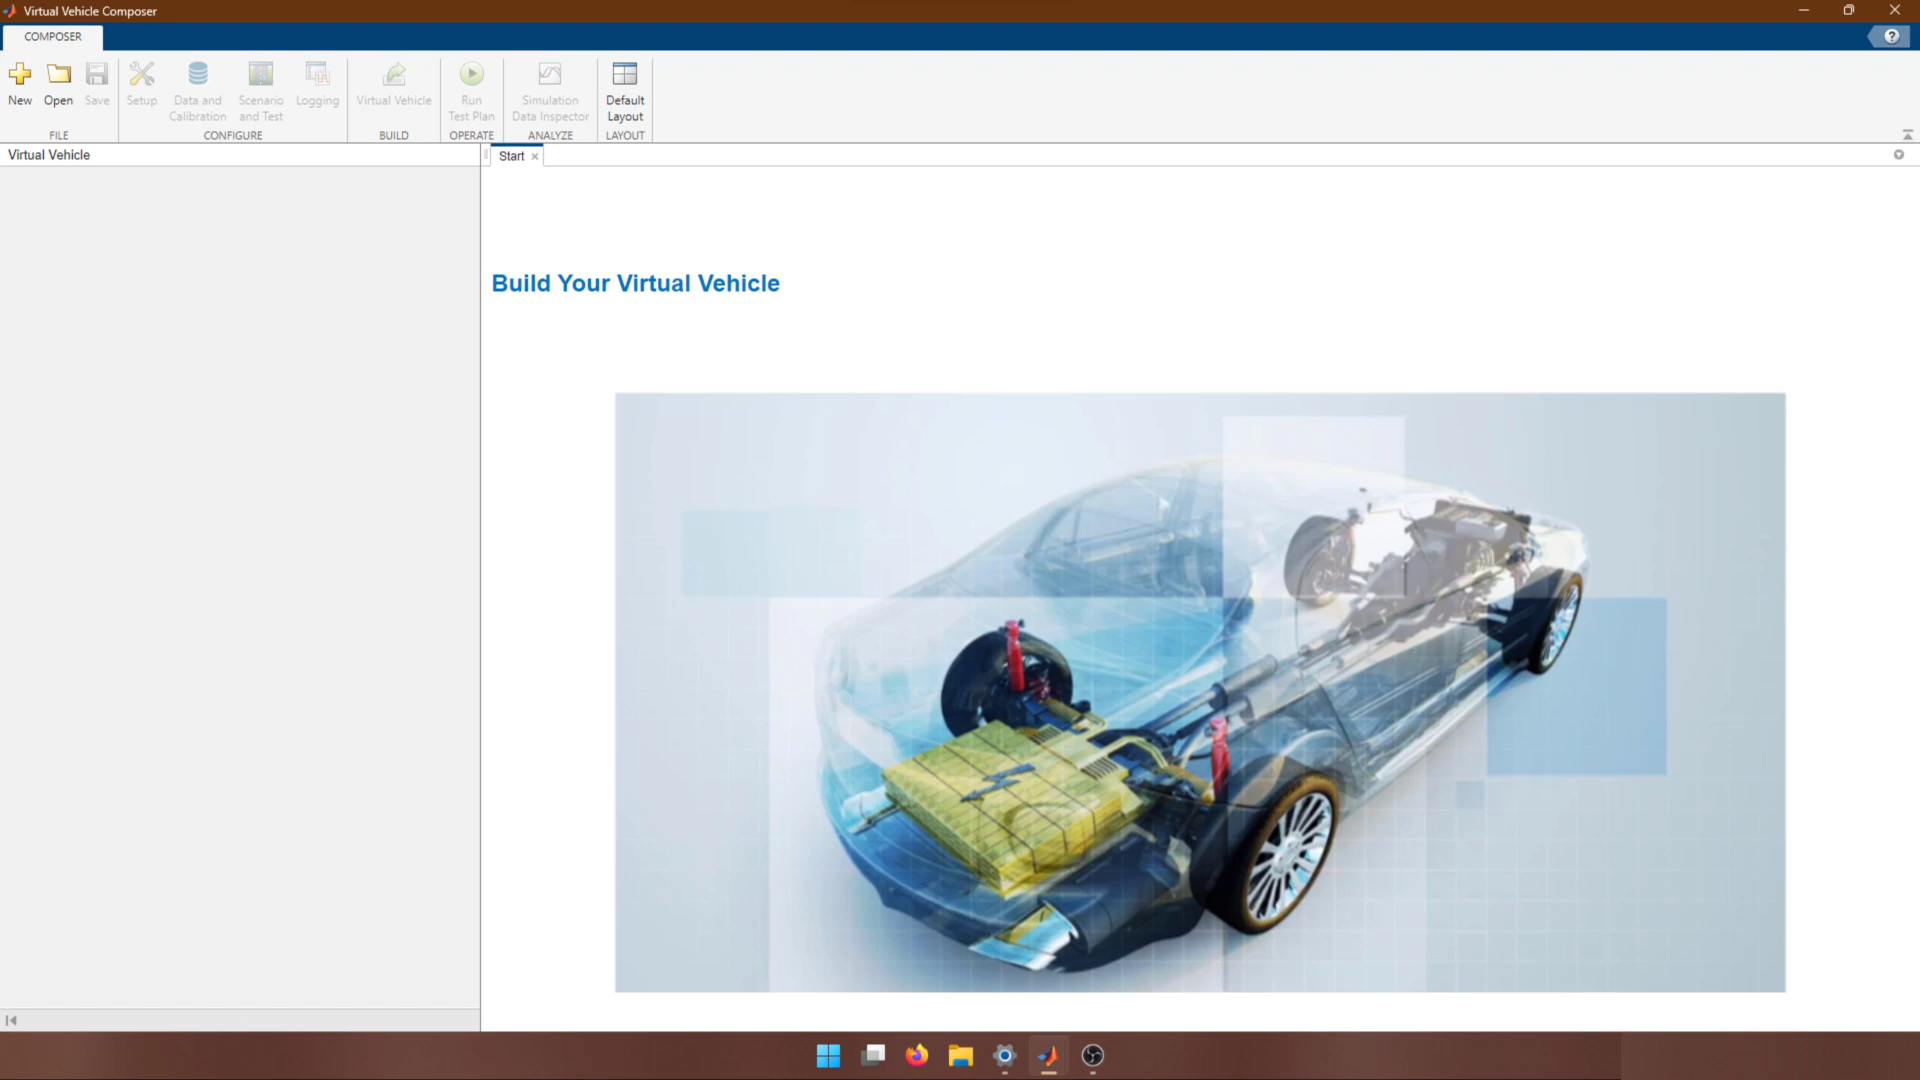 Virtual Vehicle Composer
COMPOSER
?
New
Open
Save
Setup
Data and
Calibration
Scenario
and Test
Logging
Virtual Vehicle
Run
Test Plan
Simulation
Data Inspector
Default
Layout
FILE
CONFIGURE
BUILD
OPERATE
ANALYZE
LAYOUT
Virtual Vehicle
Start
Build Your Virtual Vehicle